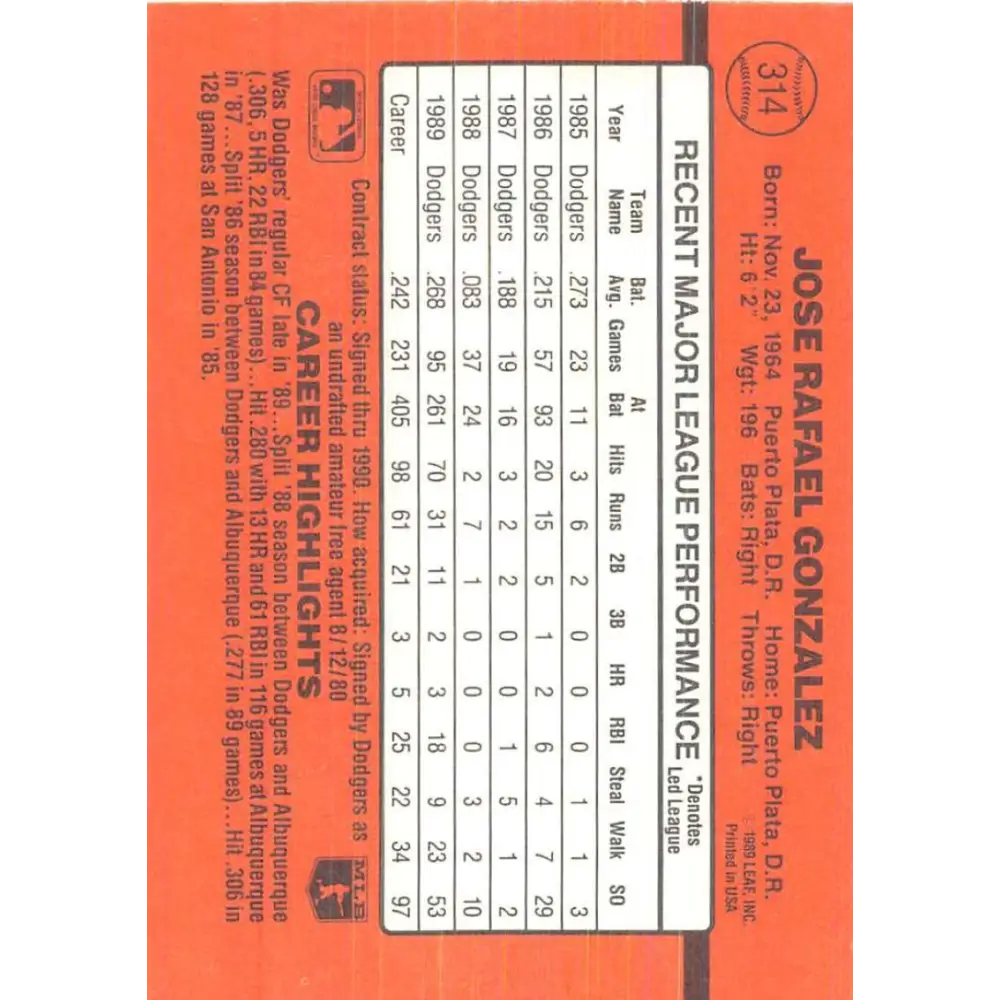 314
JOSE RAFAEL GONZALEZ
Born: Nov. 23, 1964 Puerto Plata, D.R. Home: Puerto Plata, D.R.
Ht: 6'2" Wgt: 196 Bats: Right Throws: Right
© 1989 LEAF, INC.
Printed in USA
RECENT MAJOR LEAGUE PERFORMANCE *Denotes Led League
Year Team Name Bat. Avg. Games At Bat Hits Runs 2B 3B HR RBI Steal Walk SO
1985 Dodgers .273 23 11 3 6 2 0 0 0 1 1 3
1986 Dodgers .215 57 93 20 15 5 1 2 6 4 7 29
1987 Dodgers .188 19 16 3 2 2 0 0 1 5 1 2
1988 Dodgers .083 37 24 2 7 1 0 0 0 3 2 10
1989 Dodgers .268 95 261 70 31 11 2 3 18 9 23 53
Career .242 231 405 98 61 21 3 5 25 22 34 97
Contract status: Signed thru 1990. How acquired: Signed by Dodgers as
an undrafted amateur free agent 8/12/80
MLB
CAREER HIGHLIGHTS
Was Dodgers' regular CF late in '89...Split '88 season between Dodgers and Albuquerque
(.306, 5 HR, 22 RBI in 84 games)...Hit .280 with 13 HR and 61 RBI in 116 games at Albuquerque
in '87...Split '86 season between Dodgers and Albuquerque (.277 in 89 games)...Hit .306 in
128 games at San Antonio in '85.